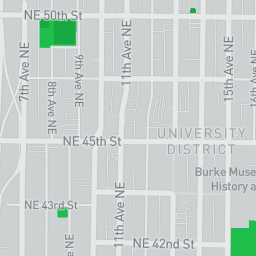 NE 50th St
7th Ave NE
8th Ave NE
9th Ave NE
11th Ave NE
15th Ave NE
NE 45th St
UNIVERSITY
DISTRICT
Burke Muse
History a
NE 43rd St
11th Ave NE
NE 42nd St